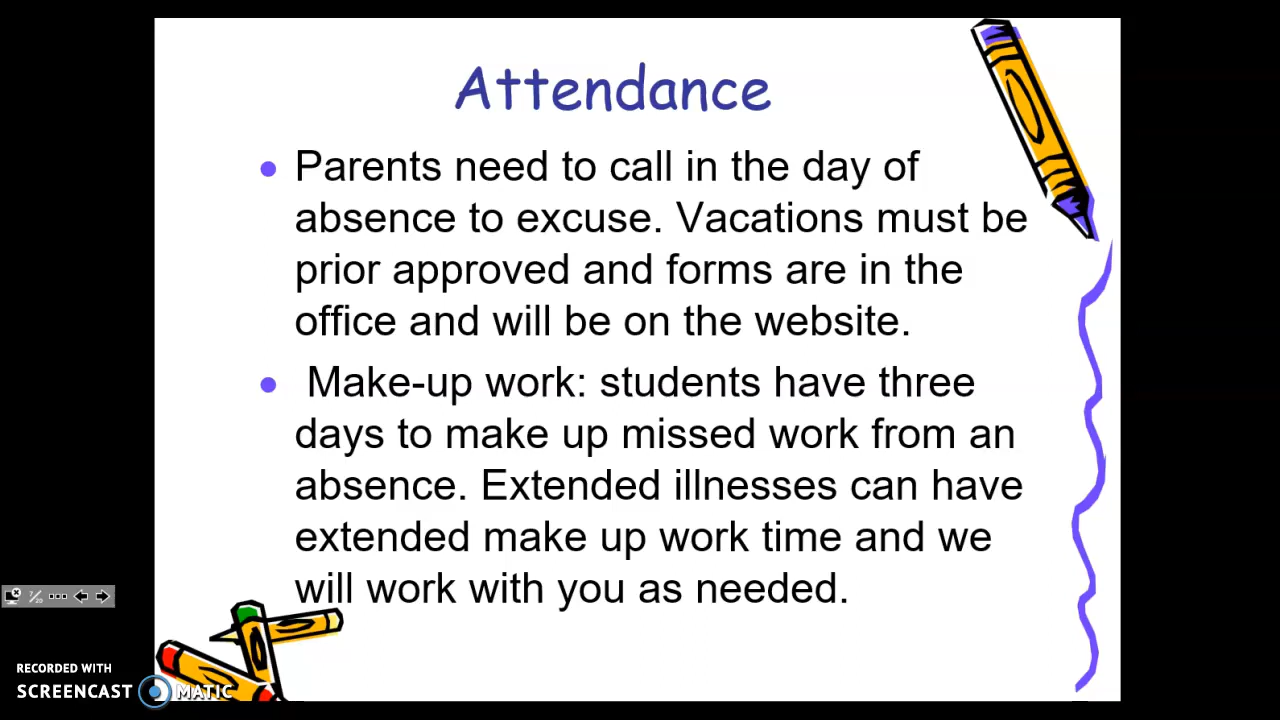 Attendance
Parents need to call in the day of
absence to excuse. Vacations must be
prior approved and forms are in the
office and will be on the website.
Make-up work: students have three
days to make up missed work from an
absence. Extended illnesses can have
extended make up work time and we
will work with you as needed.
RECORDED WITH
SCREENCAST MATIC